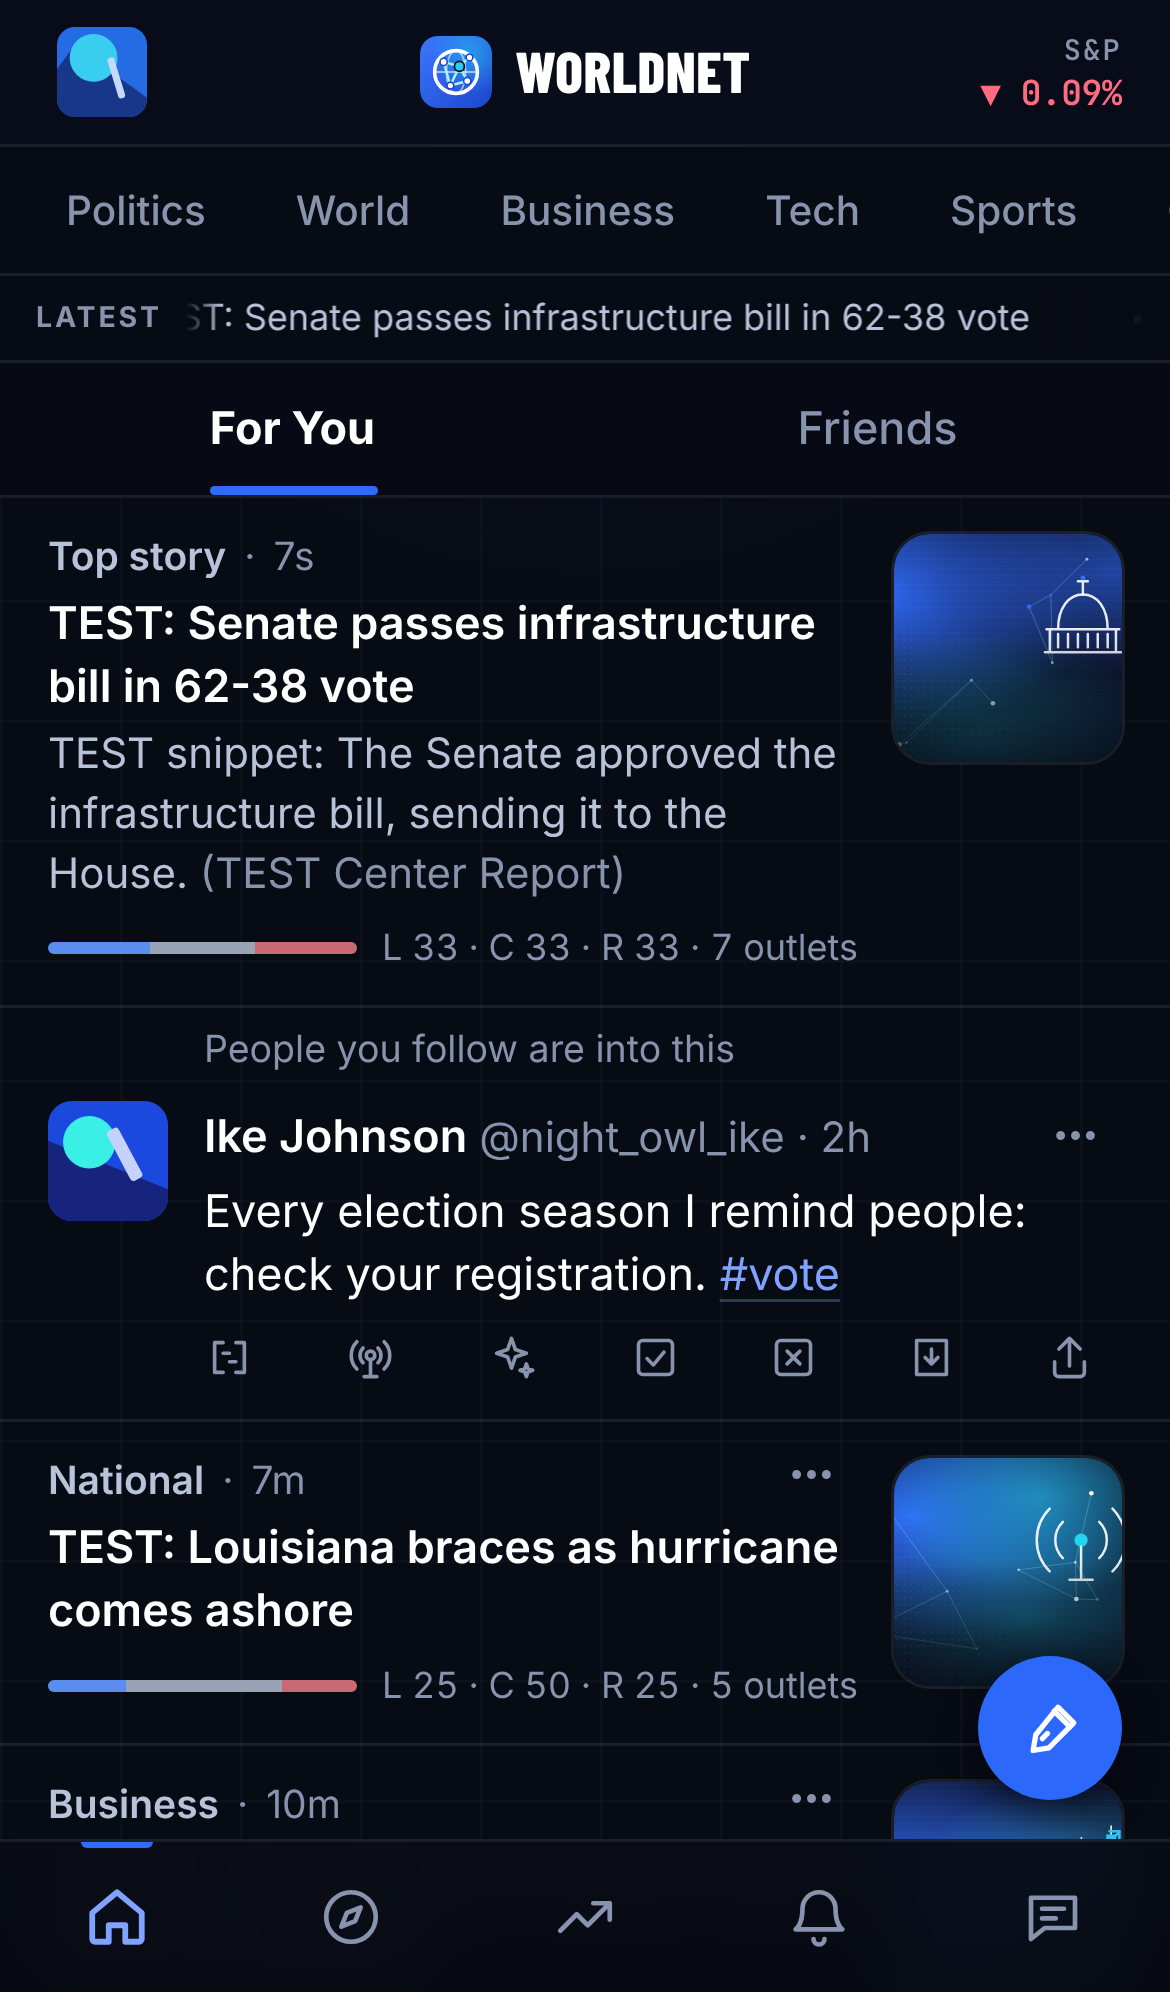 WORLDNET
S&P
▼ 0.09%
Politics World Business Tech Sports
LATEST ST: Senate passes infrastructure bill in 62-38 vote
For You Friends
Top story · 7s
TEST: Senate passes infrastructure
bill in 62-38 vote
TEST snippet: The Senate approved the
infrastructure bill, sending it to the
House. (TEST Center Report)
L 33 · C 33 · R 33 · 7 outlets
People you follow are into this
Ike Johnson @night_owl_ike · 2h
Every election season I remind people:
check your registration. #vote
National · 7m
TEST: Louisiana braces as hurricane
comes ashore
L 25 · C 50 · R 25 · 5 outlets
Business · 10m